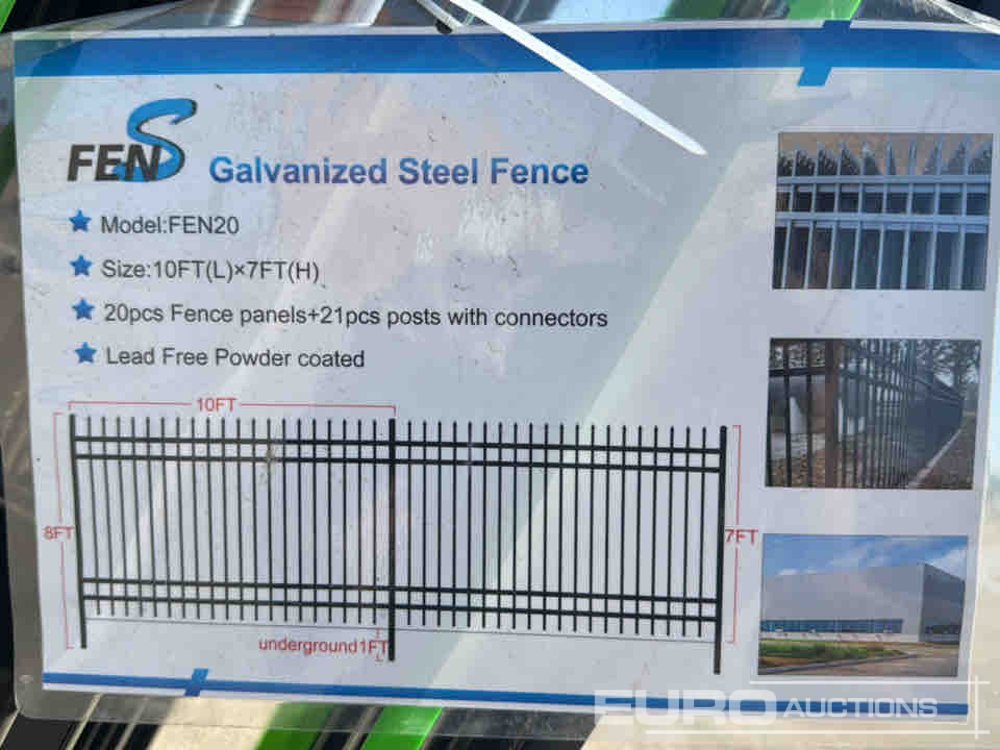 FENS
Galvanized Steel Fence
Model:FEN20
Size:10FT(L)×7FT(H)
20pcs Fence panels+21pcs posts with connectors
Lead Free Powder coated
10FT
8FT
7FT
underground1FT
EURO AUCTIONS